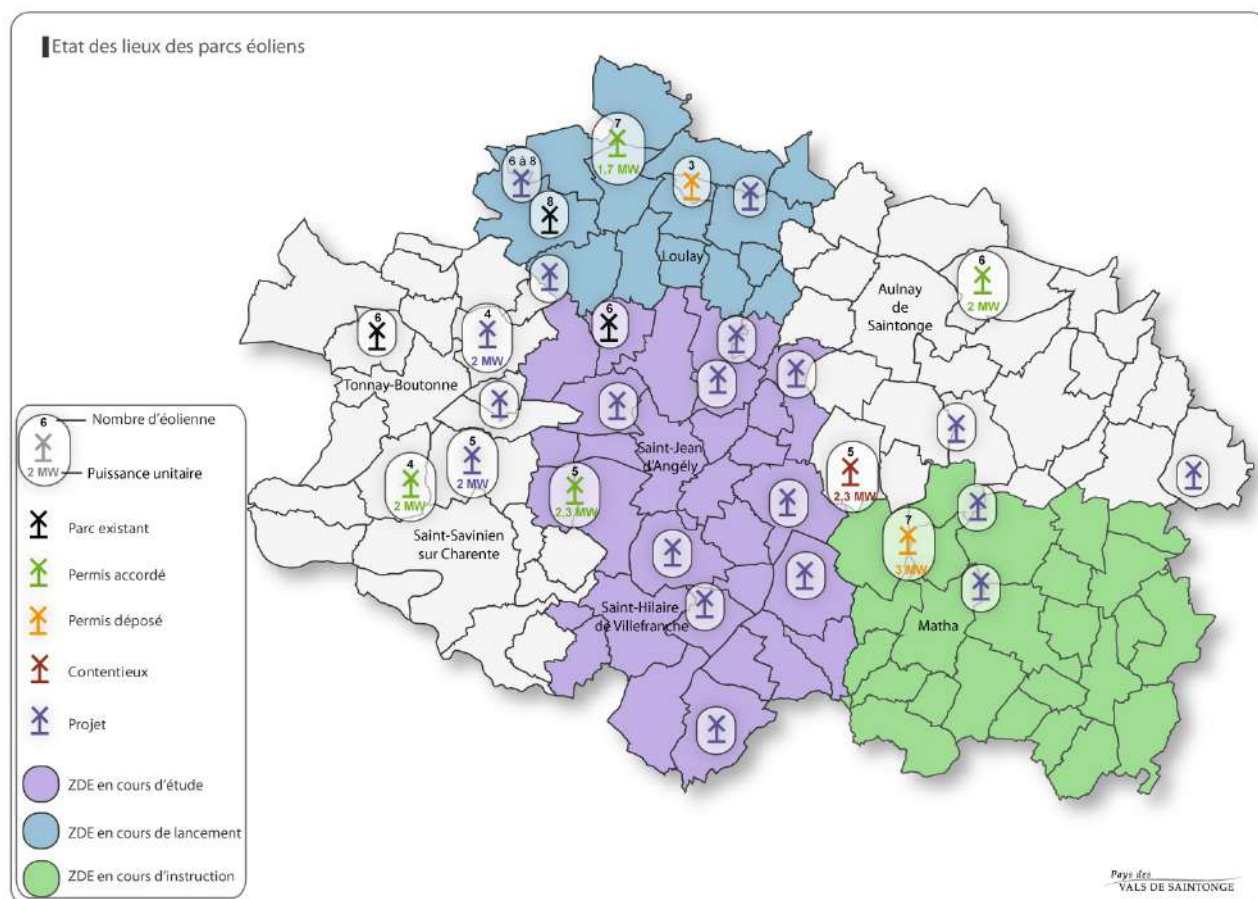 Etat des lieux des parcs éoliens
7
1,7 MW
6 à 8
3
8
Loulay
6
2 MW
Aulnay
de
Saintonge
6
4
2 MW
6
Tonnay-Boutonne
Saint-Jean
d'Angély
5
2 MW
4
2 MW
5
2,3 MW
5
2,3 MW
Saint-Savinien
sur Charente
7
3 MW
Saint-Hilaire
de Villefranche
Matha
6
Nombre d'éolienne
2 MW
Puissance unitaire
Parc existant
Permis accordé
Permis déposé
Contentieux
Projet
ZDE en cours d'étude
ZDE en cours de lancement
ZDE en cours d'instruction
Pays des
VALS DE SAINTONGE